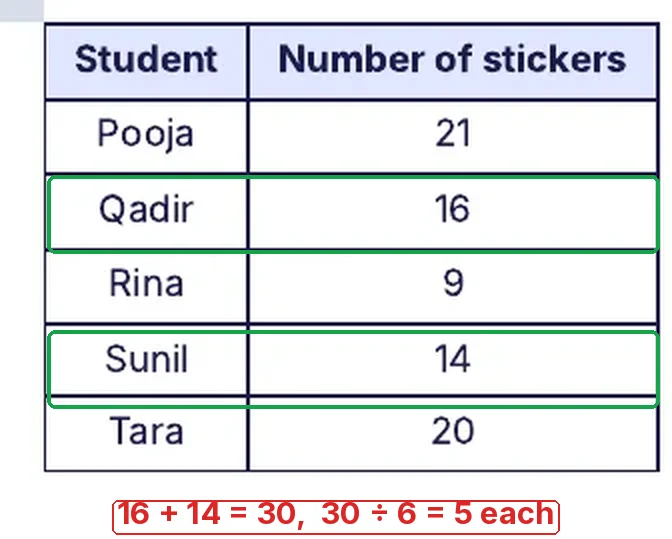 Student Number of stickers
Pooja 21
Qadir 16
Rina 9
Sunil 14
Tara 20
16 + 14 = 30, 30 ÷ 6 = 5 each